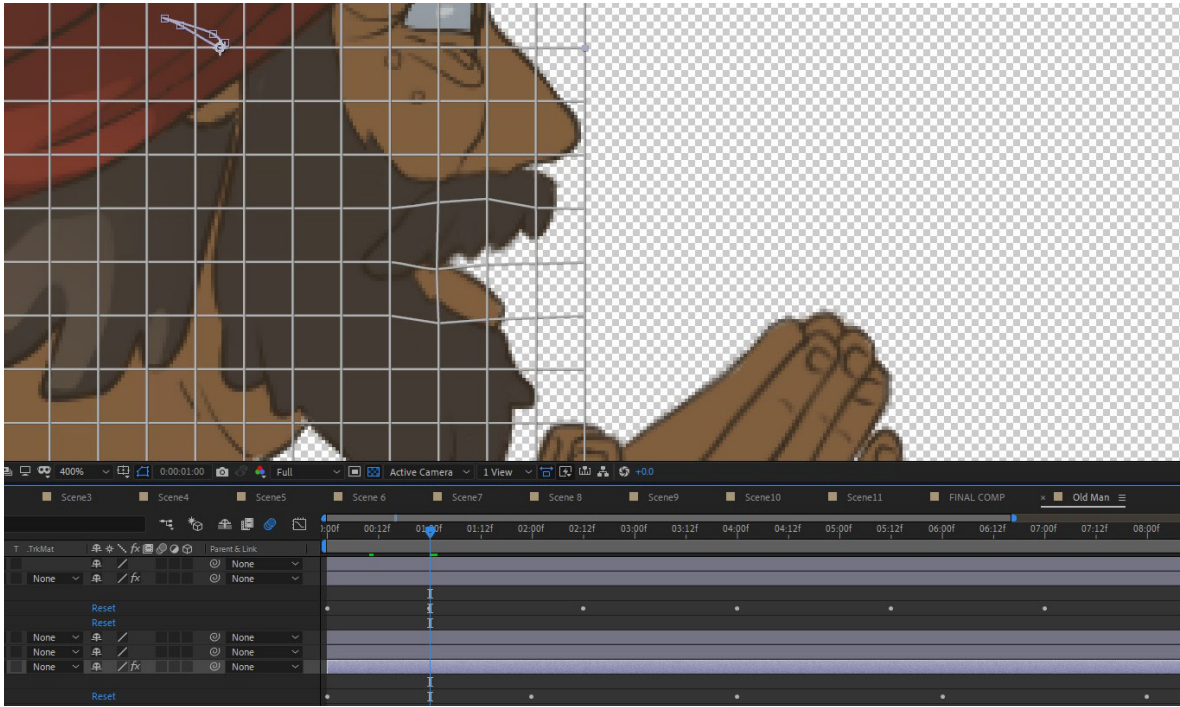 400% 0:00:01:00 Full Active Camera 1 View +0.0
Scene3 Scene4 Scene5 Scene 6 Scene7 Scene 8 Scene9 Scene10 Scene11 FINAL COMP × Old Man
:00f 00:12f 01:00f 01:12f 02:00f 02:12f 03:00f 03:12f 04:00f 04:12f 05:00f 05:12f 06:00f 06:12f 07:00f 07:12f 08:00f
T .TrkMat fx Parent & Link
None
None fx None
Reset
Reset
None None
None None
None fx None
Reset